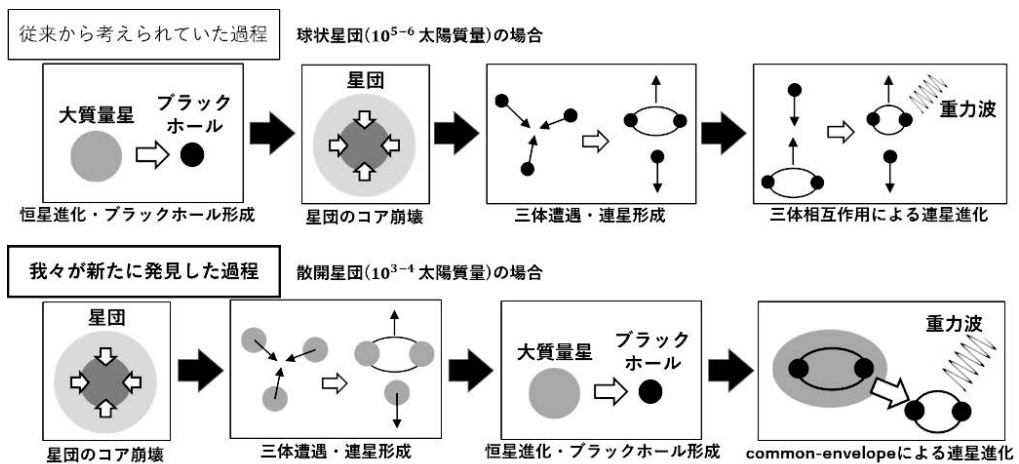 従来から考えられていた過程
球状星団(10⁵⁻⁶ 太陽質量)の場合
大質量星
ブラック
ホール
恒星進化・ブラックホール形成
星団
星団のコア崩壊
三体遭遇・連星形成
重力波
三体相互作用による連星進化
我々が新たに発見した過程
散開星団(10³⁻⁴ 太陽質量)の場合
星団
星団のコア崩壊
三体遭遇・連星形成
大質量星
ブラック
ホール
恒星進化・ブラックホール形成
重力波
common-envelopeによる連星進化